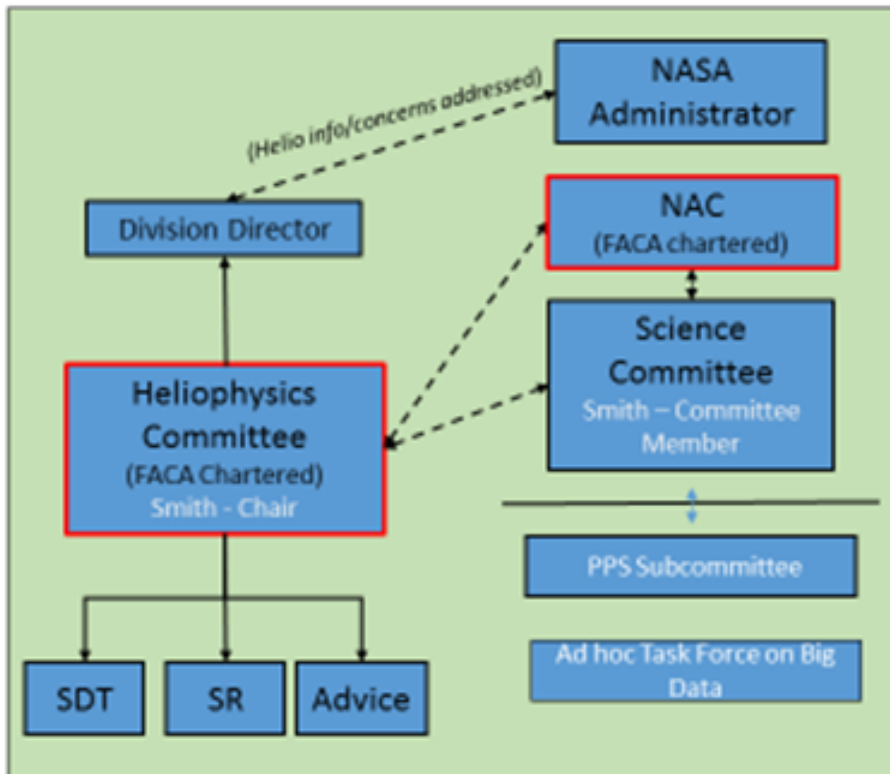 NASA
Administrator
(Helio info/concerns addressed)
Division Director
NAC
(FACA chartered)
Science
Committee
Smith – Committee
Member
Heliophysics
Committee
(FACA Chartered)
Smith - Chair
PPS Subcommittee
Ad hoc Task Force on Big
Data
SDT
SR
Advice